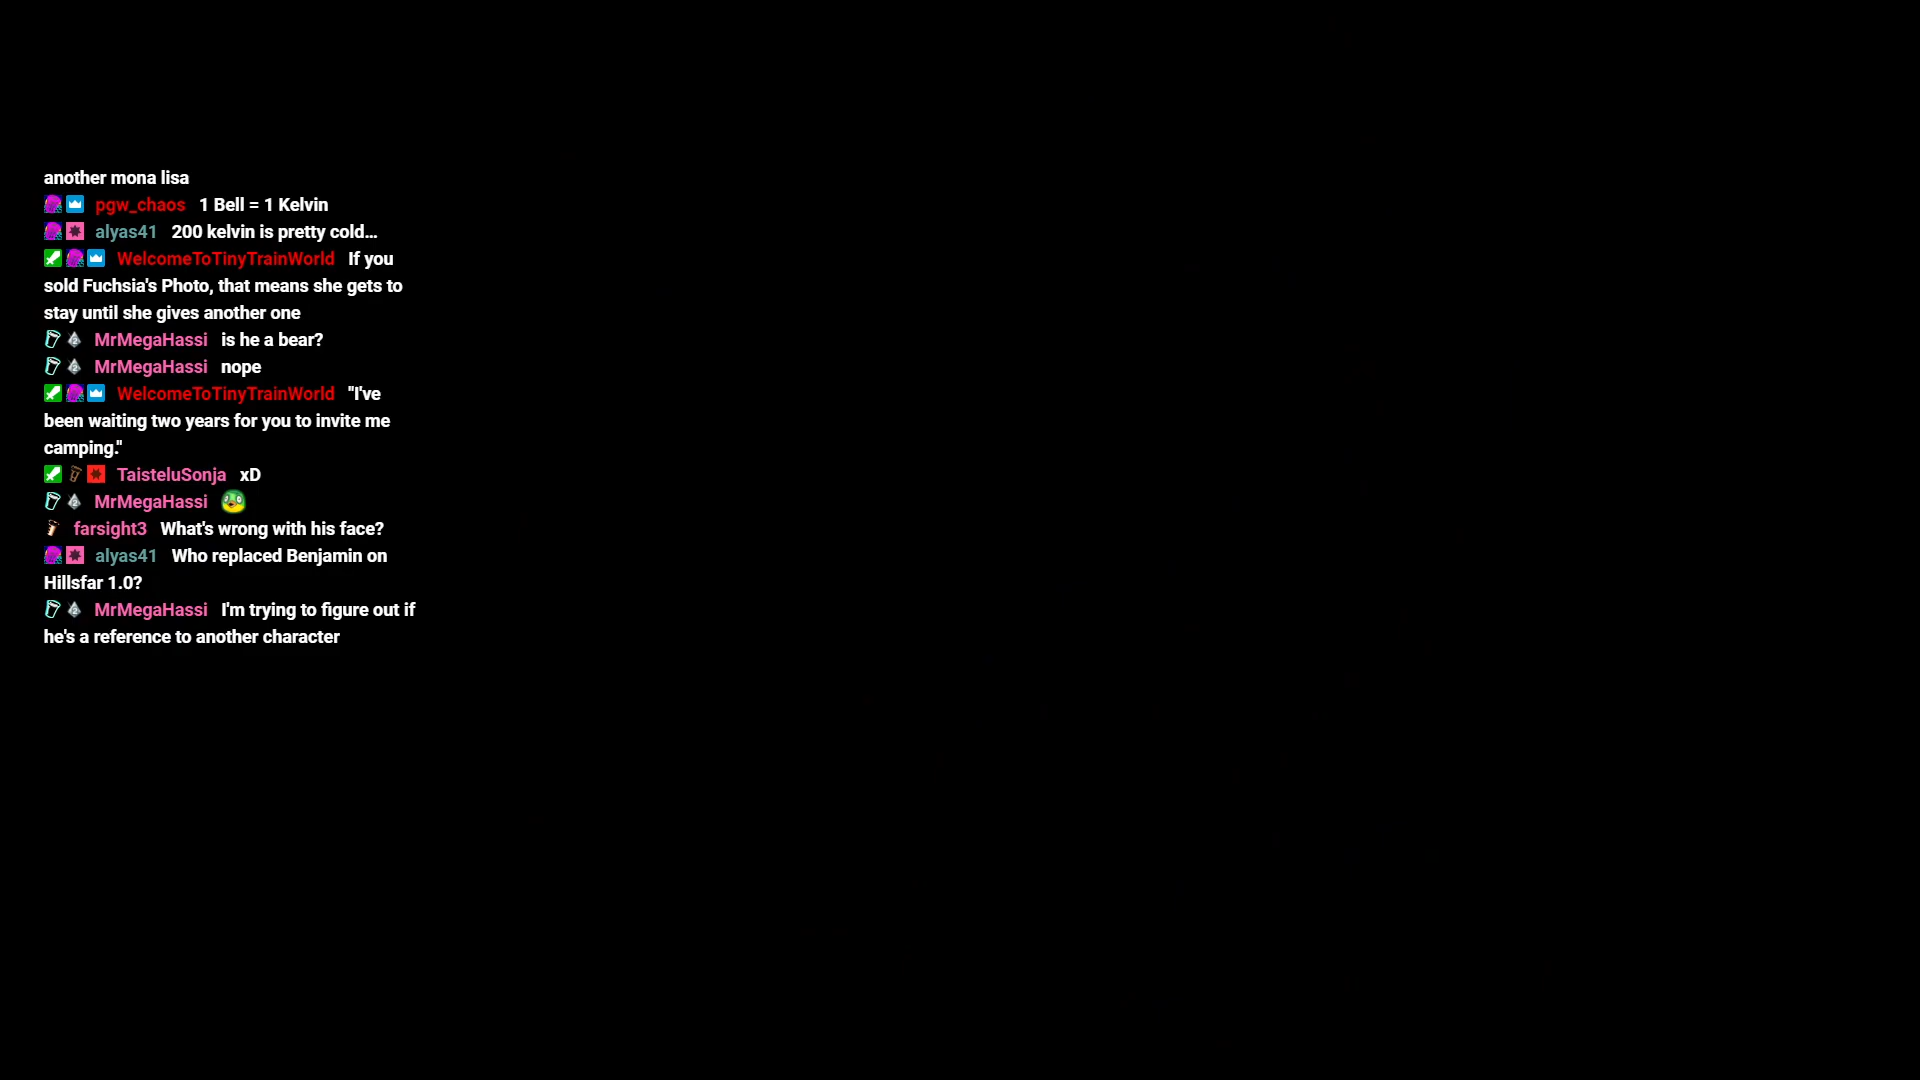 another mona lisa
pgw_chaos 1 Bell = 1 Kelvin
alyas41 200 kelvin is pretty cold...
WelcomeToTinyTrainWorld If you
sold Fuchsia's Photo, that means she gets to
stay until she gives another one
MrMegaHassi is he a bear?
MrMegaHassi nope
WelcomeToTinyTrainWorld "I've
been waiting two years for you to invite me
camping."
TaisteluSonja xD
MrMegaHassi
farsight3 What's wrong with his face?
alyas41 Who replaced Benjamin on
Hillsfar 1.0?
MrMegaHassi I'm trying to figure out if
he's a reference to another character